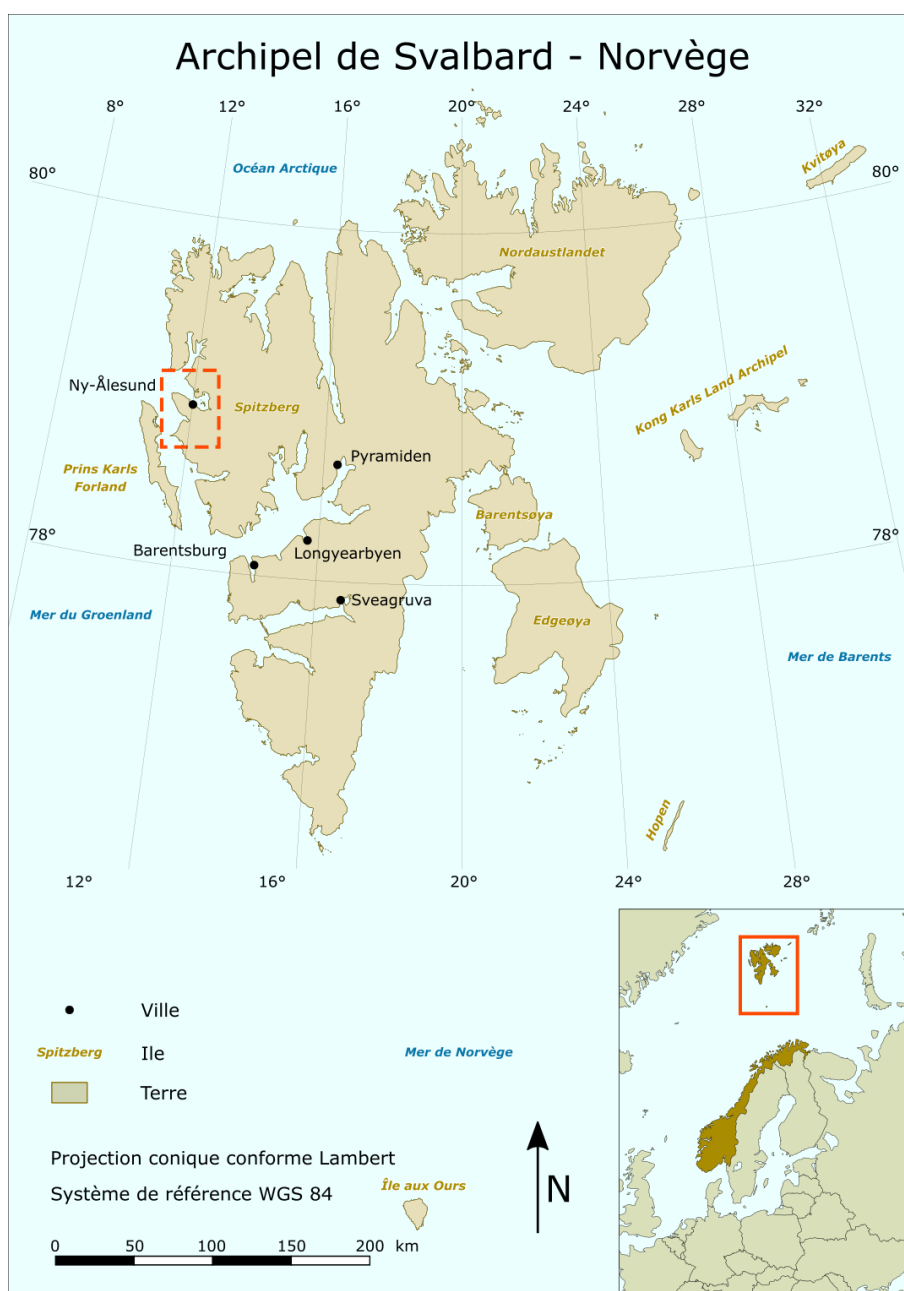 Archipel de Svalbard - Norvège
8°
12°
16°
20°
24°
28°
32°
80°
Océan Arctique
Kvitøya
80°
Nordaustlandet
Ny-Ålesund
Spitzberg
Kong Karls Land Archipel
Prins Karls
Forland
Pyramiden
Barentsøya
78°
Barentsburg
Longyearbyen
78°
Mer du Groenland
Sveagruva
Edgeøya
Mer de Barents
Hopen
12°
16°
20°
24°
28°
Ville
Spitzberg
Ile
Mer de Norvège
Terre
Projection conique conforme Lambert
Système de référence WGS 84
Île aux Ours
N
0
50
100
150
200
km